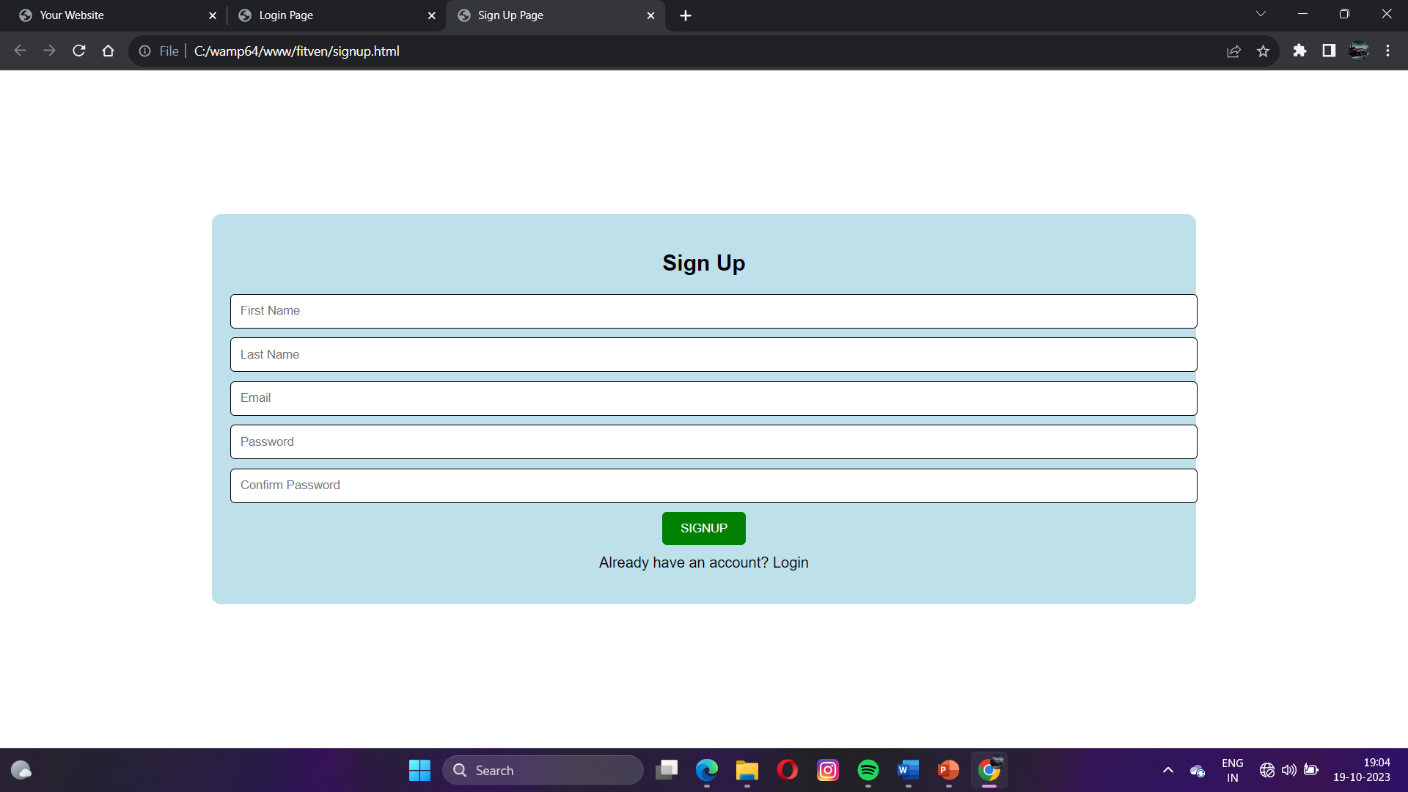 Your Website
Login Page
Sign Up Page
File
C:/wamp64/www/fitven/signup.html
Sign Up
First Name
Last Name
Email
Password
Confirm Password
SIGNUP
Already have an account? Login
Search
W
P
ENG
IN
19:04
19-10-2023